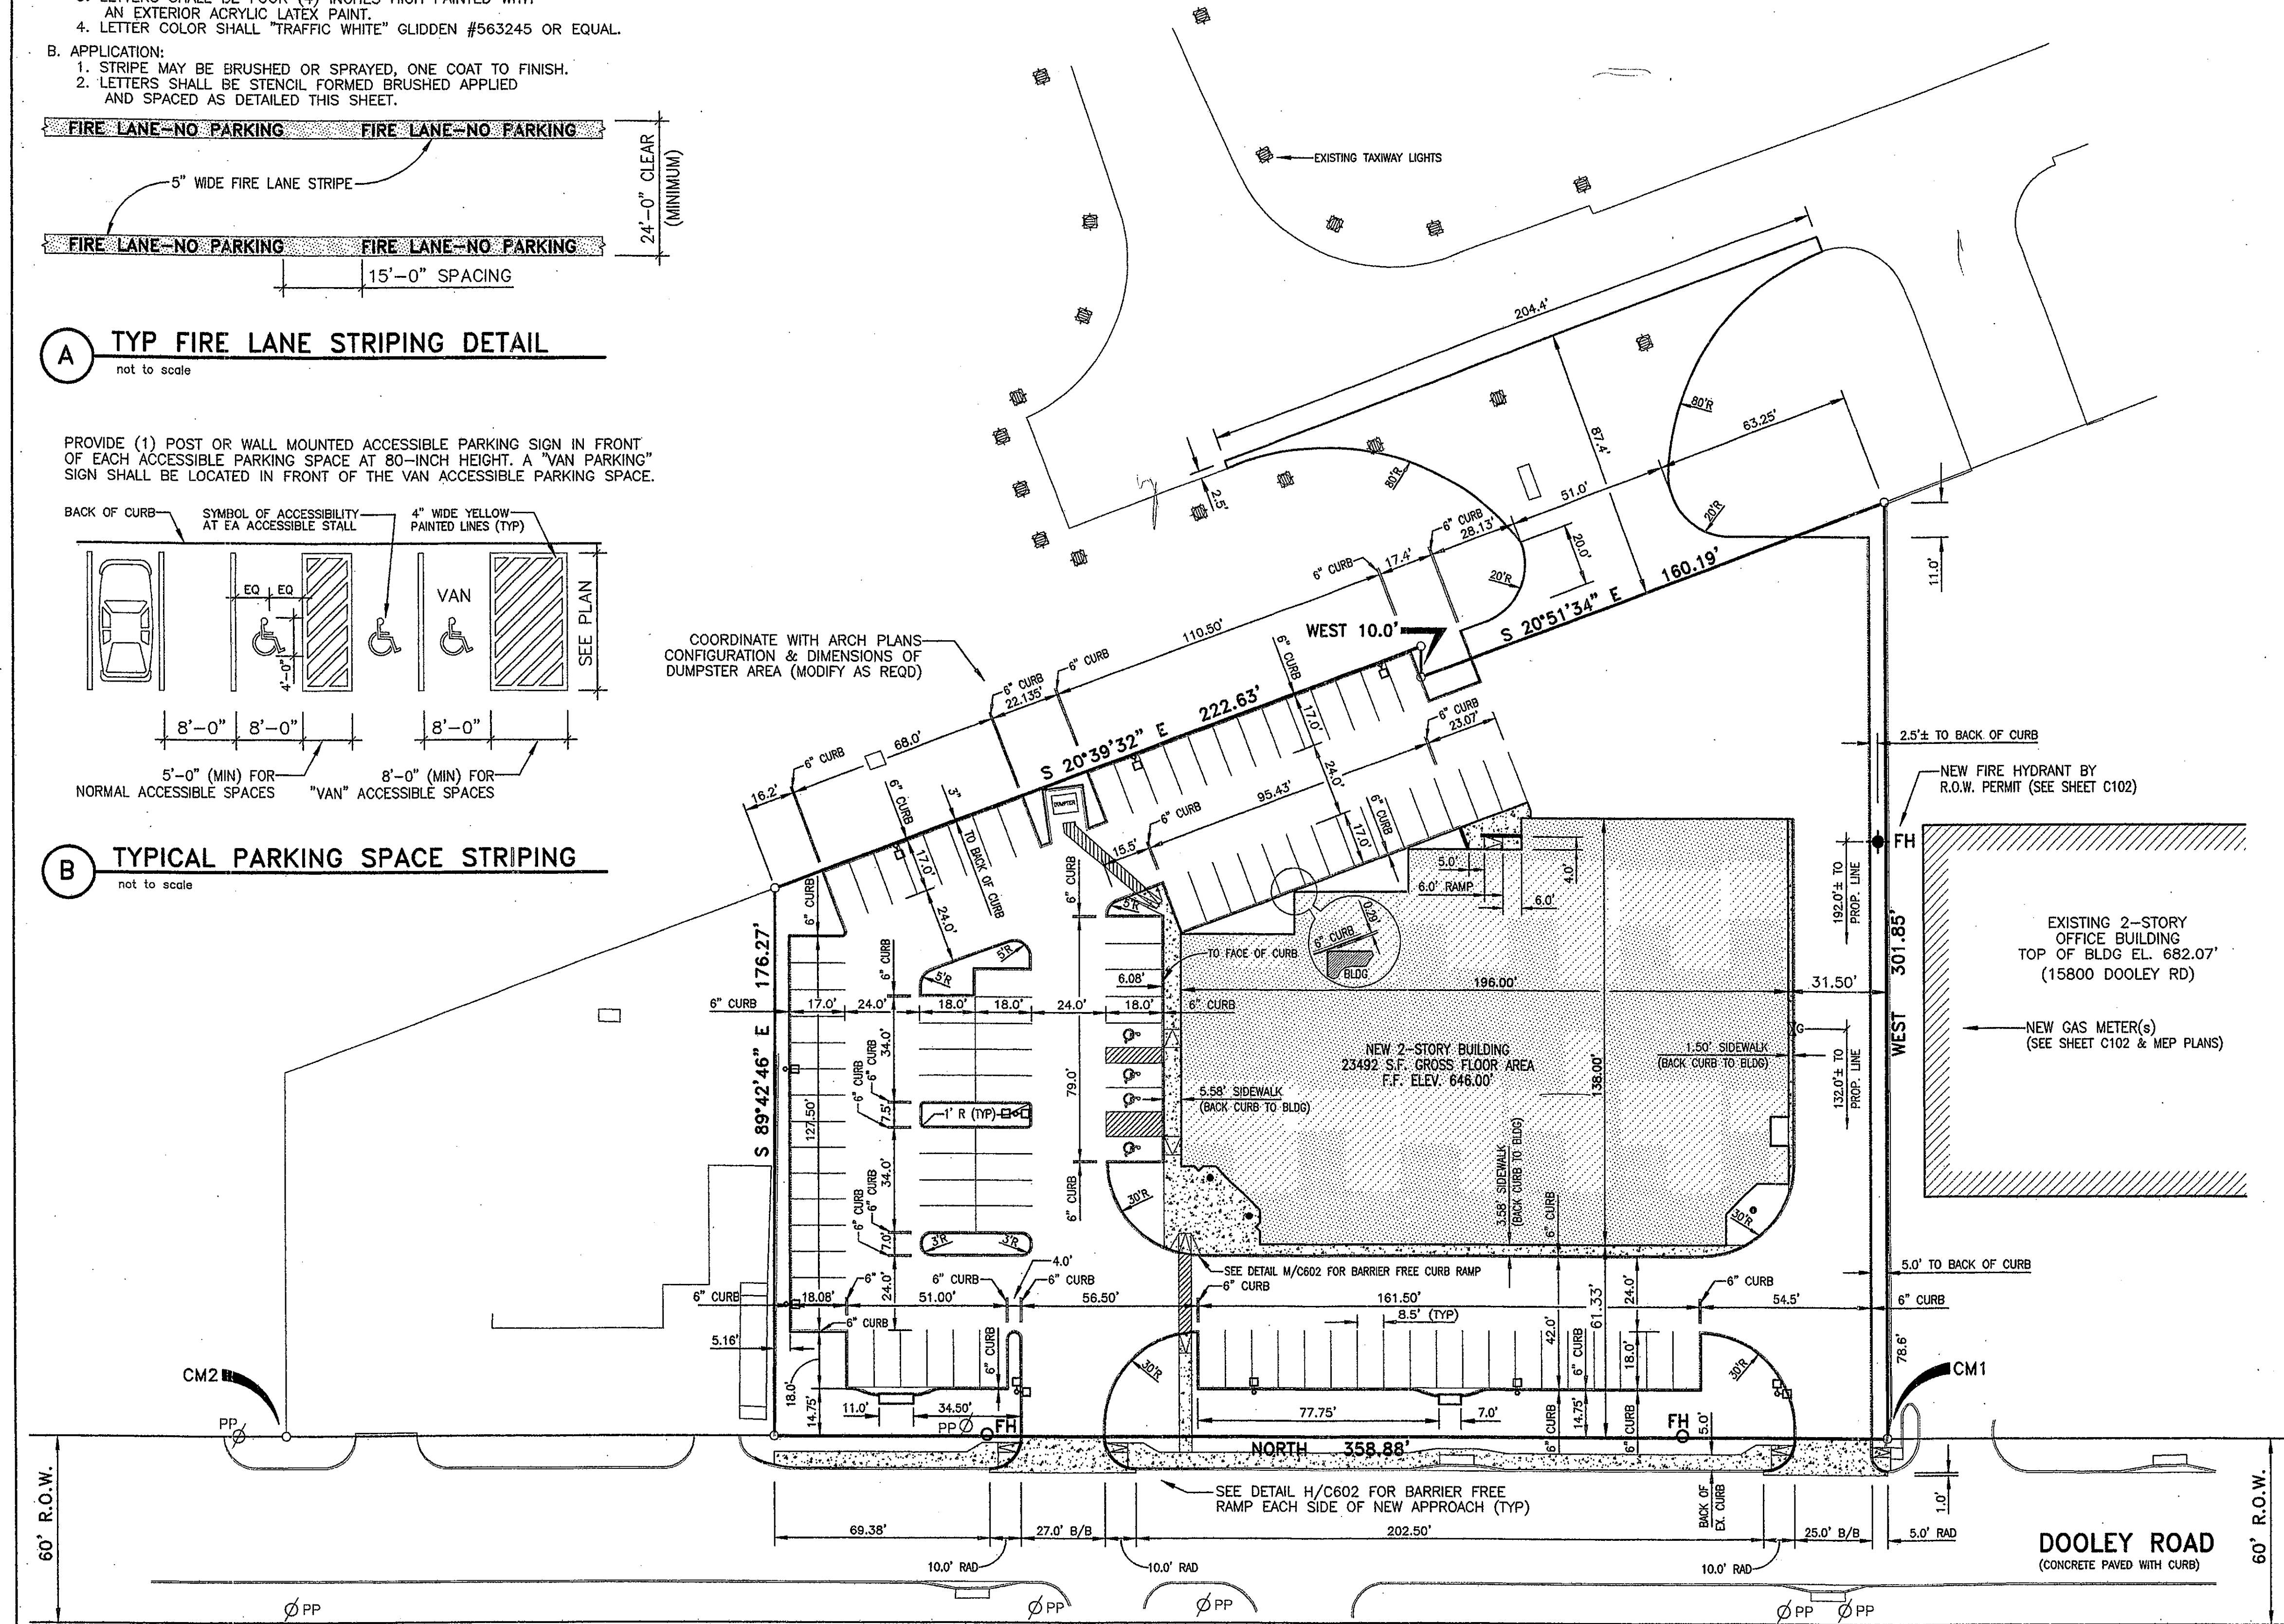 AN EXTERIOR ACRYLIC LATEX PAINT.
4. LETTER COLOR SHALL "TRAFFIC WHITE" GLIDDEN #563245 OR EQUAL.
B. APPLICATION:
1. STRIPE MAY BE BRUSHED OR SPRAYED, ONE COAT TO FINISH.
2. LETTERS SHALL BE STENCIL FORMED BRUSHED APPLIED
AND SPACED AS DETAILED THIS SHEET.
FIRE LANE-NO PARKING FIRE LANE-NO PARKING
5" WIDE FIRE LANE STRIPE
24'-0" CLEAR
(MINIMUM)
FIRE LANE-NO PARKING FIRE LANE-NO PARKING
15'-0" SPACING
A TYP FIRE LANE STRIPING DETAIL
not to scale
PROVIDE (1) POST OR WALL MOUNTED ACCESSIBLE PARKING SIGN IN FRONT
OF EACH ACCESSIBLE PARKING SPACE AT 80-INCH HEIGHT. A "VAN PARKING"
SIGN SHALL BE LOCATED IN FRONT OF THE VAN ACCESSIBLE PARKING SPACE.
BACK OF CURB
SYMBOL OF ACCESSIBILITY
AT EA ACCESSIBLE STALL
4" WIDE YELLOW
PAINTED LINES (TYP)
EQ EQ
VAN
4'-0"
SEE PLAN
8'-0" 8'-0" 8'-0"
5'-0" (MIN) FOR
NORMAL ACCESSIBLE SPACES
8'-0" (MIN) FOR
"VAN" ACCESSIBLE SPACES
B TYPICAL PARKING SPACE STRIPING
not to scale
EXISTING TAXIWAY LIGHTS
204.4'
87.4'
80'R
63.25'
2.5'
80'R
51.0'
20'R
11.0'
6" CURB
28.13'
20.0'
17.4'
6" CURB
20'R
160.19'
S 20°51'34" E
WEST 10.0'
110.50'
COORDINATE WITH ARCH PLANS
CONFIGURATION & DIMENSIONS OF
DUMPSTER AREA (MODIFY AS REQD)
6" CURB
6" CURB
22.135'
6" CURB
222.63'
S 20°39'32" E
17.0'
6" CURB
23.07'
68.0'
6" CURB
16.2'
24.0'
95.43'
6" CURB
3"
TO BACK OF CURB
DUMPTER
6" CURB
15.5'
17.0'
6" CURB
17.0'
24.0'
6" CURB
6" CURB
5'R
5.0'
4.0'
6.0' RAMP
6.0'
0.29'
6" CURB
BLDG
2.5'± TO BACK OF CURB
NEW FIRE HYDRANT BY
R.O.W. PERMIT (SEE SHEET C102)
FH
192.0'± TO
PROP. LINE
EXISTING 2-STORY
OFFICE BUILDING
TOP OF BLDG EL. 682.07'
(15800 DOOLEY RD)
WEST 301.85'
31.50'
NEW GAS METER(s)
(SEE SHEET C102 & MEP PLANS)
G
132.0'± TO
PROP. LINE
S 89°42'46" E 176.27'
5'R
5'R
6" CURB
TO FACE OF CURB
6.08'
196.00'
6" CURB 17.0' 24.0' 18.0' 18.0' 24.0' 18.0' 6" CURB
NEW 2-STORY BUILDING
23492 S.F. GROSS FLOOR AREA
F.F. ELEV. 646.00'
138.00'
1.50' SIDEWALK
(BACK CURB TO BLDG)
34.0'
6" CURB
6" CURB
79.0'
5.58' SIDEWALK
(BACK CURB TO BLDG)
7.5'
1' R (TYP)
127.50'
34.0'
6" CURB
6" CURB
7.0'
3'R
3'R
6" CURB
30'R
3.58' SIDEWALK
(BACK CURB TO BLDG)
6" CURB
30'R
24.0'
4.0'
SEE DETAIL M/C602 FOR BARRIER FREE CURB RAMP
5.0' TO BACK OF CURB
6" CURB 18.08' 6" 51.00' 6" CURB 6" CURB 56.50' 6" CURB 161.50' 6" CURB 54.5' 6" CURB
8.5' (TYP)
61.33'
24.0'
42.0'
6" CURB
18.0'
5.16'
6" CURB
6" CURB
30'R
30'R
78.6'
CM2
CM1
18.0'
14.75'
11.0'
34.50'
77.75'
7.0'
14.75'
6" CURB
6" CURB
5.0'
PP
PP
FH
FH
NORTH 358.88'
SEE DETAIL H/C602 FOR BARRIER FREE
RAMP EACH SIDE OF NEW APPROACH (TYP)
BACK OF
EX. CURB
1.0'
60' R.O.W.
69.38' 27.0' B/B 202.50' 25.0' B/B 5.0' RAD
10.0' RAD 10.0' RAD 10.0' RAD
DOOLEY ROAD
(CONCRETE PAVED WITH CURB)
60' R.O.W.
PP PP PP PP PP